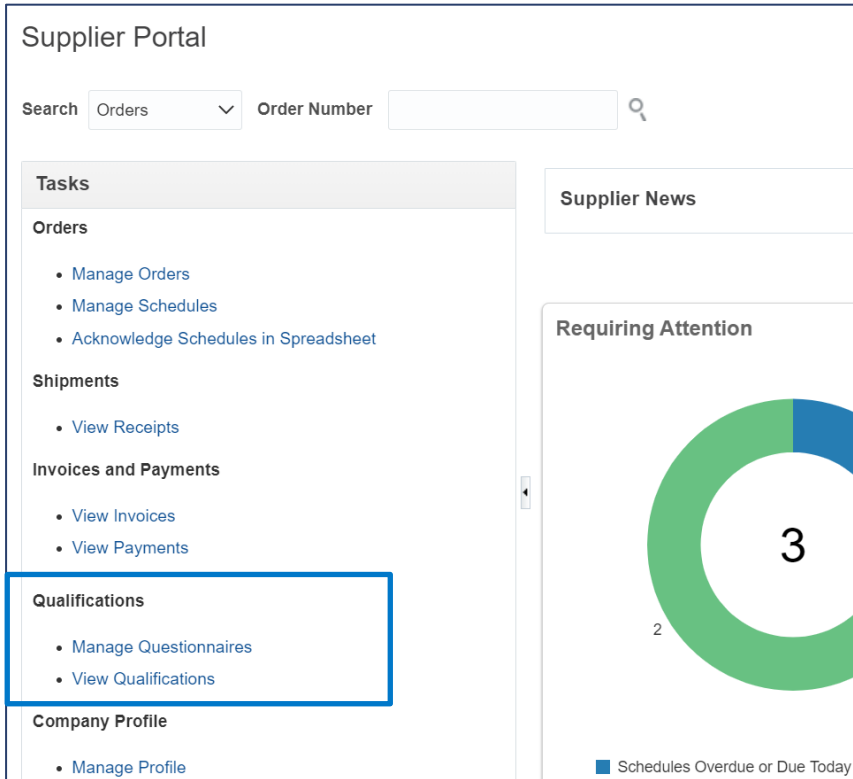 Supplier Portal
Search Orders Order Number
Tasks
Orders
Manage Orders
Manage Schedules
Acknowledge Schedules in Spreadsheet
Shipments
View Receipts
Invoices and Payments
View Invoices
View Payments
Qualifications
Manage Questionnaires
View Qualifications
Company Profile
Manage Profile
Supplier News
Requiring Attention
3
2
Schedules Overdue or Due Today